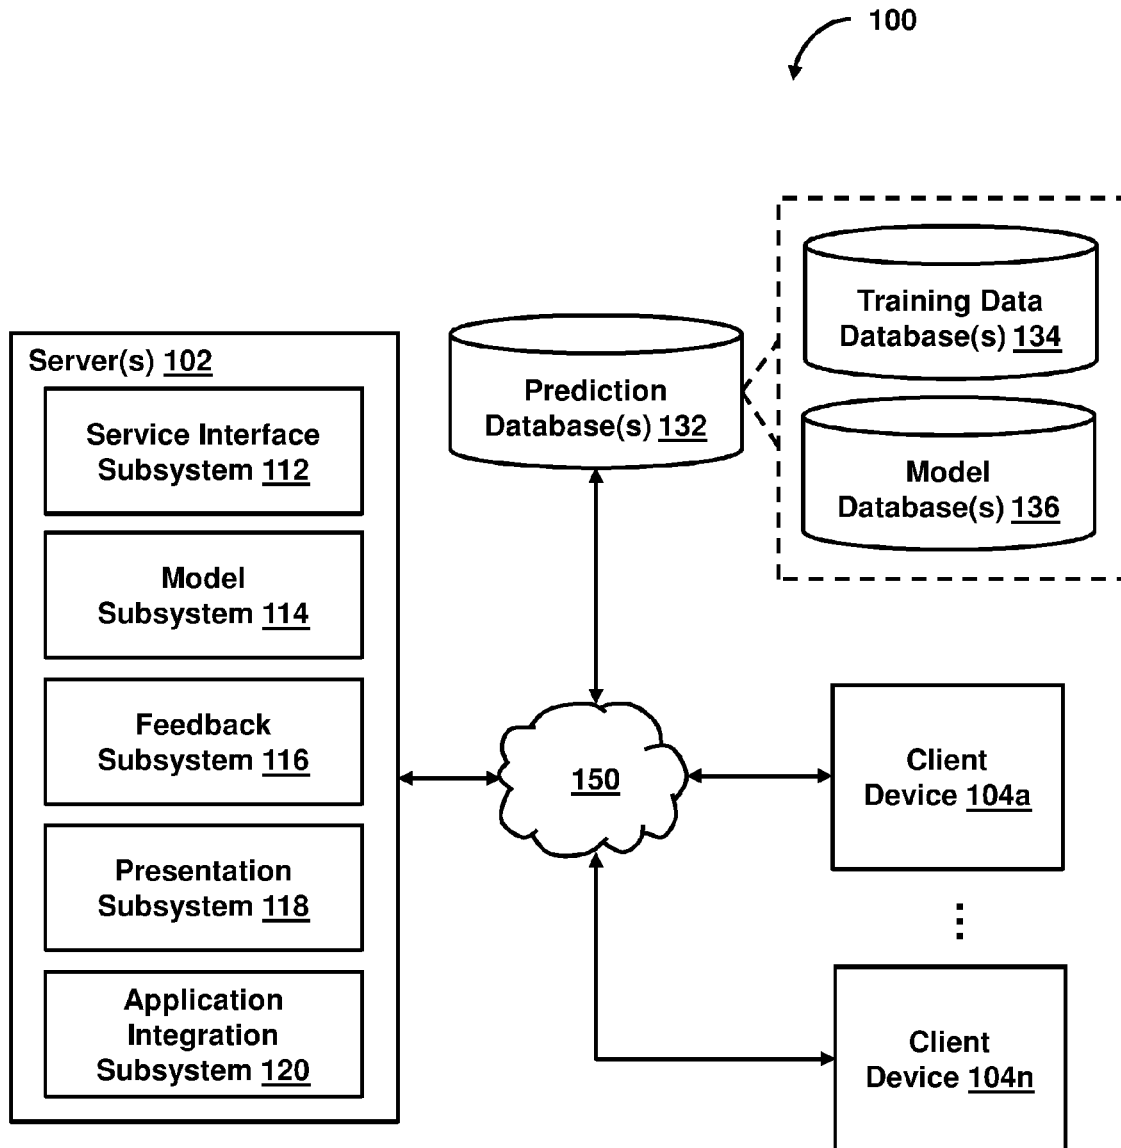 100
Training Data
Database(s) 134
Prediction
Database(s) 132
Model
Database(s) 136
Server(s) 102
Service Interface
Subsystem 112
Model
Subsystem 114
Feedback
Subsystem 116
Presentation
Subsystem 118
Application
Integration
Subsystem 120
150
Client
Device 104a
Client
Device 104n